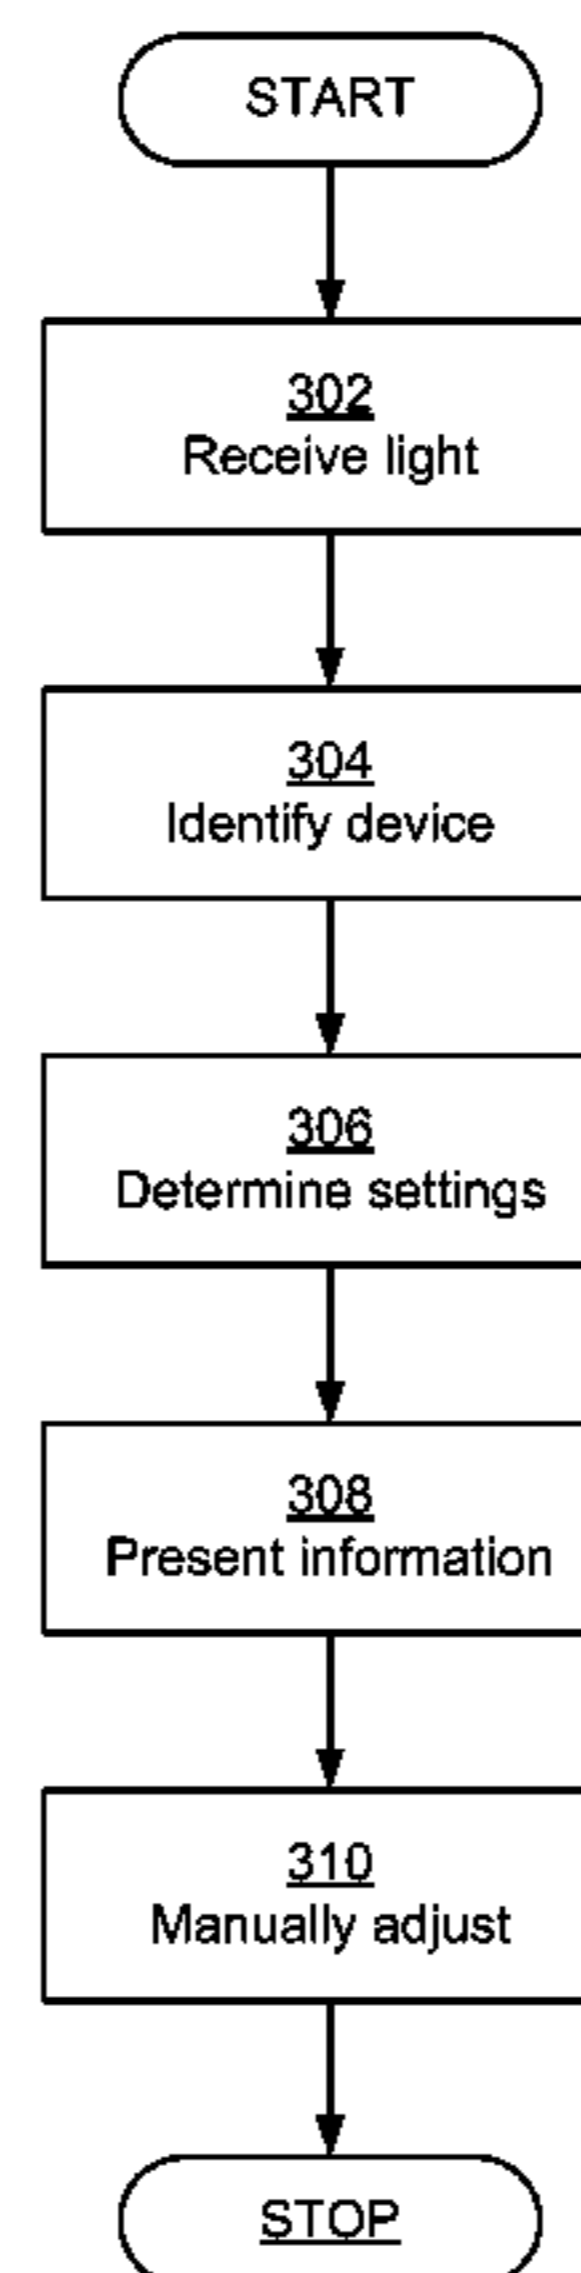 START
302
Receive light
304
Identify device
306
Determine settings
308
Present information
310
Manually adjust
STOP